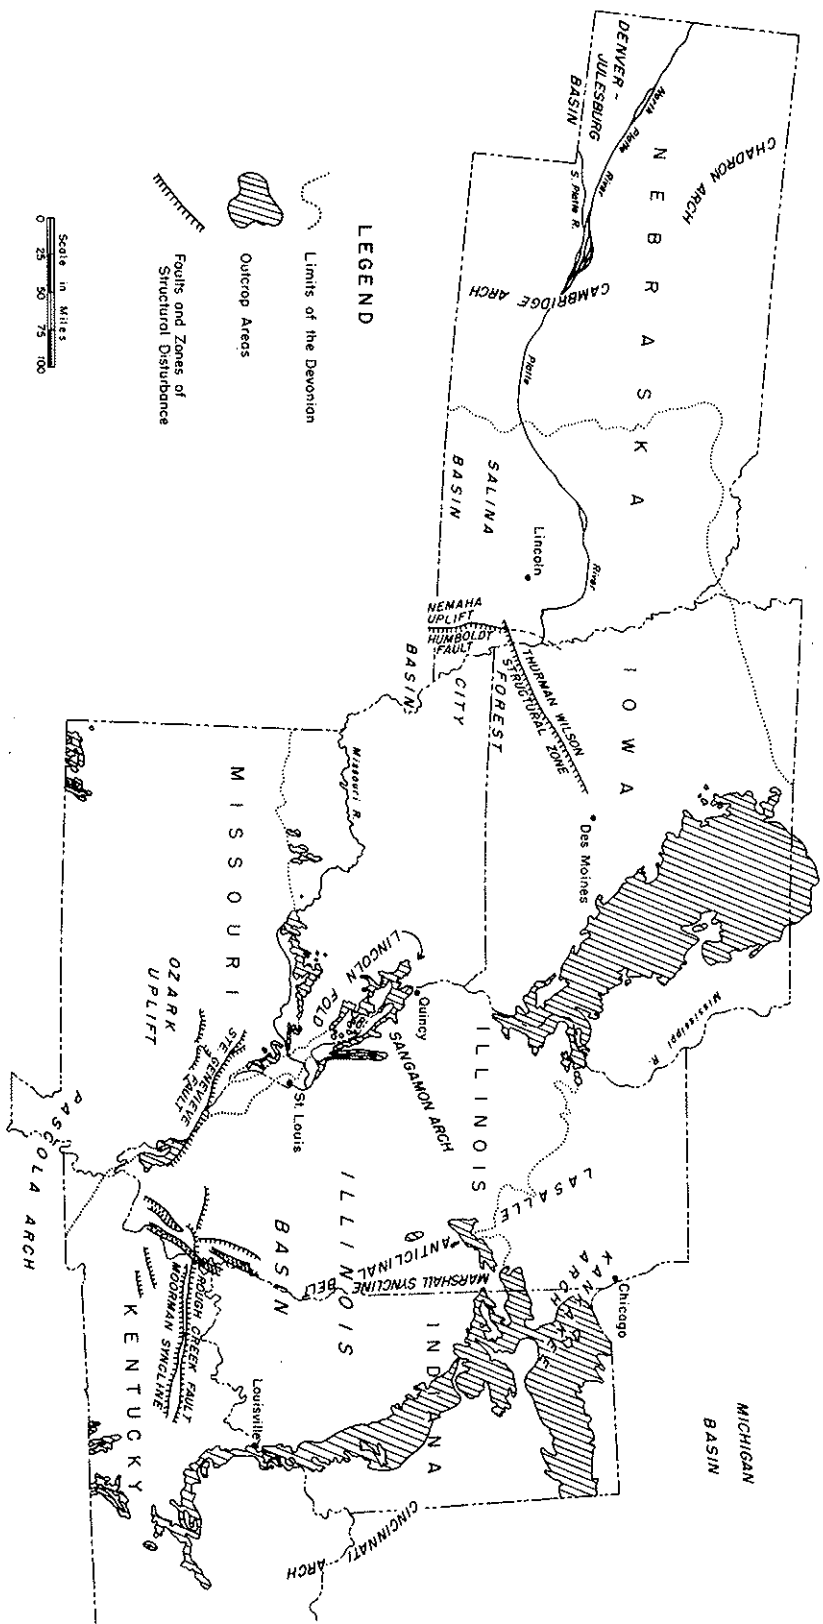 DENVER -
JULESBURG
BASIN
North
Platte
River
S. Platte R.
CHADRON ARCH
NEBRASKA
CAMBRIDGE ARCH
Platte
River
SALINA
BASIN
Lincoln
NEMAHA
UPLIFT
HUMBOLDT
FAULT
THURMAN WILSON
STRUCTURAL ZONE
FOREST
CITY
BASIN
IOWA
Des Moines
Mississippi R.
Missouri R.
MISSOURI
LINCOLN
FOLD
Quincy
SANGAMON ARCH
St. Louis
OZARK
UPLIFT
STE. GENEVIEVE
FAULT
PASCOLA ARCH
ILLINOIS
LASALLE
ANTICLINAL
BELT
MARSHALL SYNCLINE
ILLINOIS
BASIN
Chicago
KANKAKEE
ARCH
MICHIGAN
BASIN
INDIANA
ROUGH CREEK FAULT
MOORMAN SYNCLINE
KENTUCKY
Louisville
CINCINNATI
ARCH
LEGEND
Limits of the Devonian
Outcrop Areas
Faults and Zones of
Structural Disturbance
Scale in Miles
0 25 50 75 100